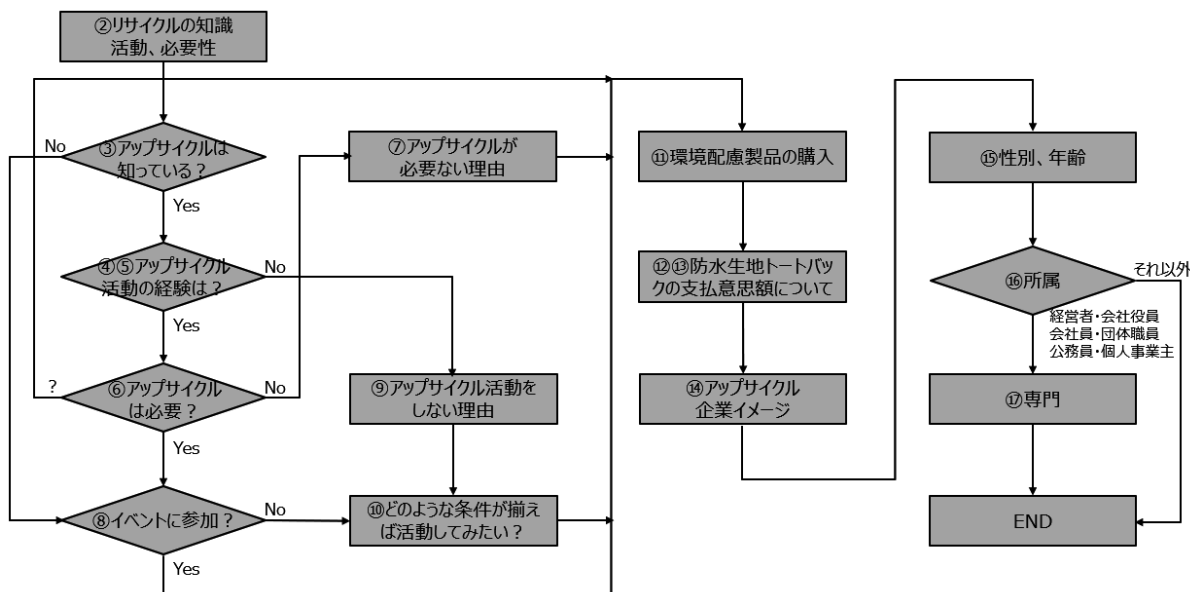 ②リサイクルの知識
活動、必要性
No
③アップサイクルは
知っている？
Yes
④⑤アップサイクル
活動の経験は？
No
Yes
？
⑥アップサイクル
は必要？
No
Yes
⑧イベントに参加？
No
Yes
⑦アップサイクルが
必要ない理由
⑨アップサイクル活動を
しない理由
⑩どのような条件が揃え
ば活動してみたい？
⑪環境配慮製品の購入
⑫⑬防水生地トートバッ
クの支払意思額について
⑭アップサイクル
企業イメージ
⑮性別、年齢
⑯所属
それ以外
経営者・会社役員
会社員・団体職員
公務員・個人事業主
⑰専門
END